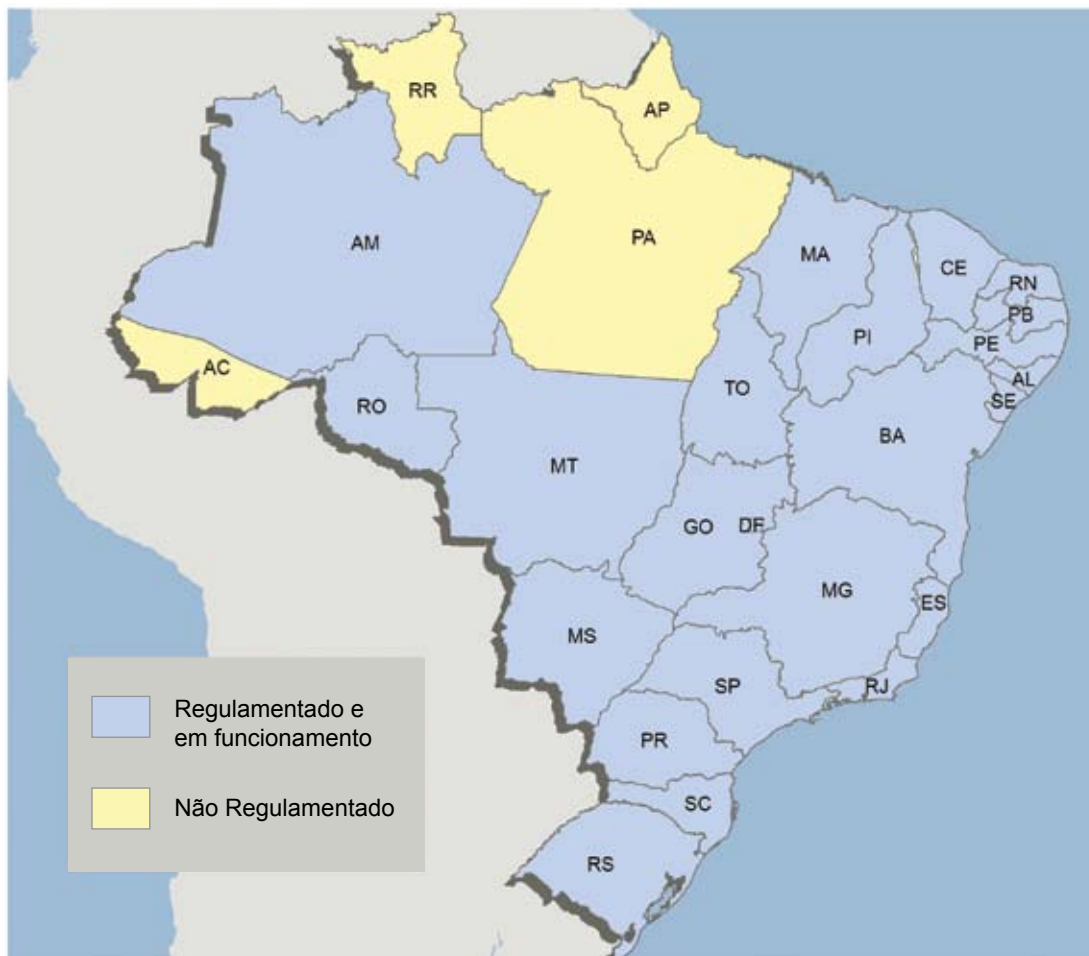 RR
AP
AM
PA
MA
CE
RN
PB
PE
PI
AL
SE
AC
RO
TO
BA
MT
GO
DF
MG
ES
MS
SP
RJ
PR
SC
RS
Regulamentado e
em funcionamento
Não Regulamentado